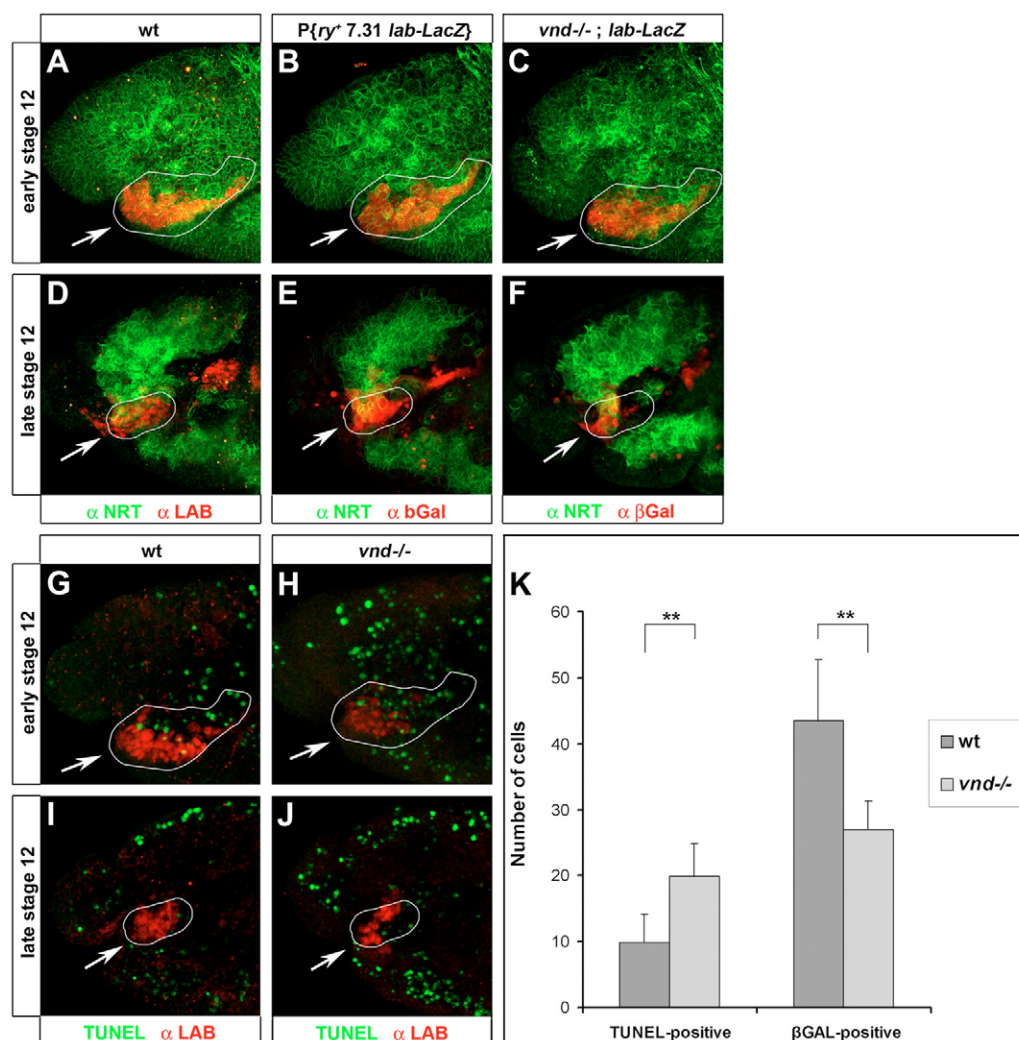 wt
P{ry+ 7.31 lab-LacZ}
vnd-/- ; lab-LacZ
early stage 12
A
B
C
late stage 12
D
E
F
α NRT α LAB
α NRT α bGal
α NRT α βGal
wt
vnd-/-
early stage 12
G
H
late stage 12
I
J
TUNEL α LAB
TUNEL α LAB
K
Number of cells
60
50
40
30
20
10
0
**
**
TUNEL-positive
βGAL-positive
wt
vnd-/-